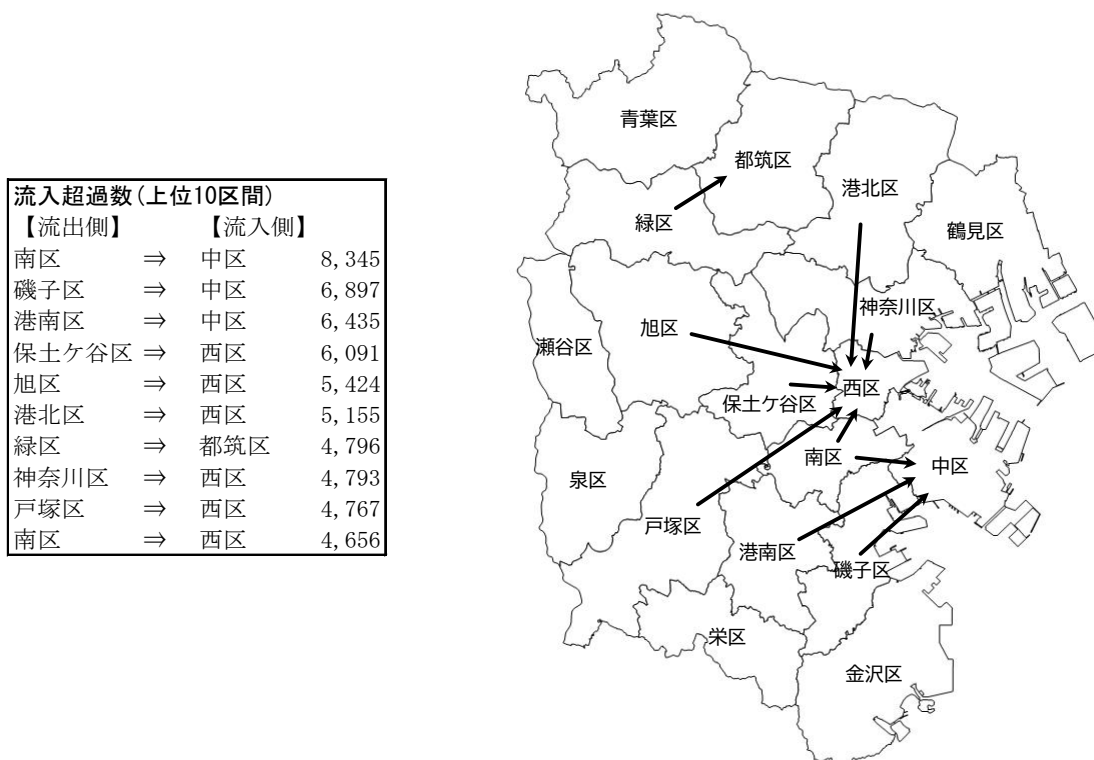 流入超過数(上位10区間)
【流出側】 【流入側】
南区 ⇒ 中区 8,345
磯子区 ⇒ 中区 6,897
港南区 ⇒ 中区 6,435
保土ケ谷区 ⇒ 西区 6,091
旭区 ⇒ 西区 5,424
港北区 ⇒ 西区 5,155
緑区 ⇒ 都筑区 4,796
神奈川区 ⇒ 西区 4,793
戸塚区 ⇒ 西区 4,767
南区 ⇒ 西区 4,656
青葉区
都筑区
港北区
緑区
鶴見区
神奈川区
旭区
瀬谷区
西区
保土ケ谷区
南区
中区
泉区
戸塚区
港南区
磯子区
栄区
金沢区